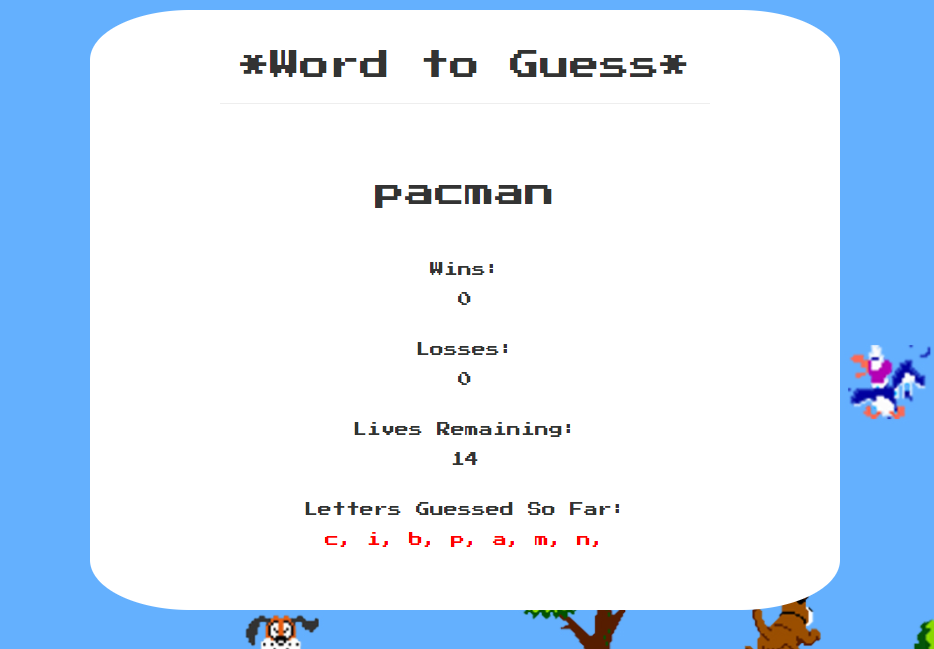 *Word to Guess*
pacman
Wins:
0
Losses:
0
Lives Remaining:
14
Letters Guessed So Far:
c, i, b, p, a, m, n,